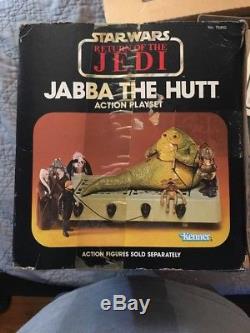 STAR WARS
RETURN OF THE
JEDI
JABBA THE HUTT
ACTION PLAYSET
Kenner
ACTION FIGURES SOLD SEPARATELY